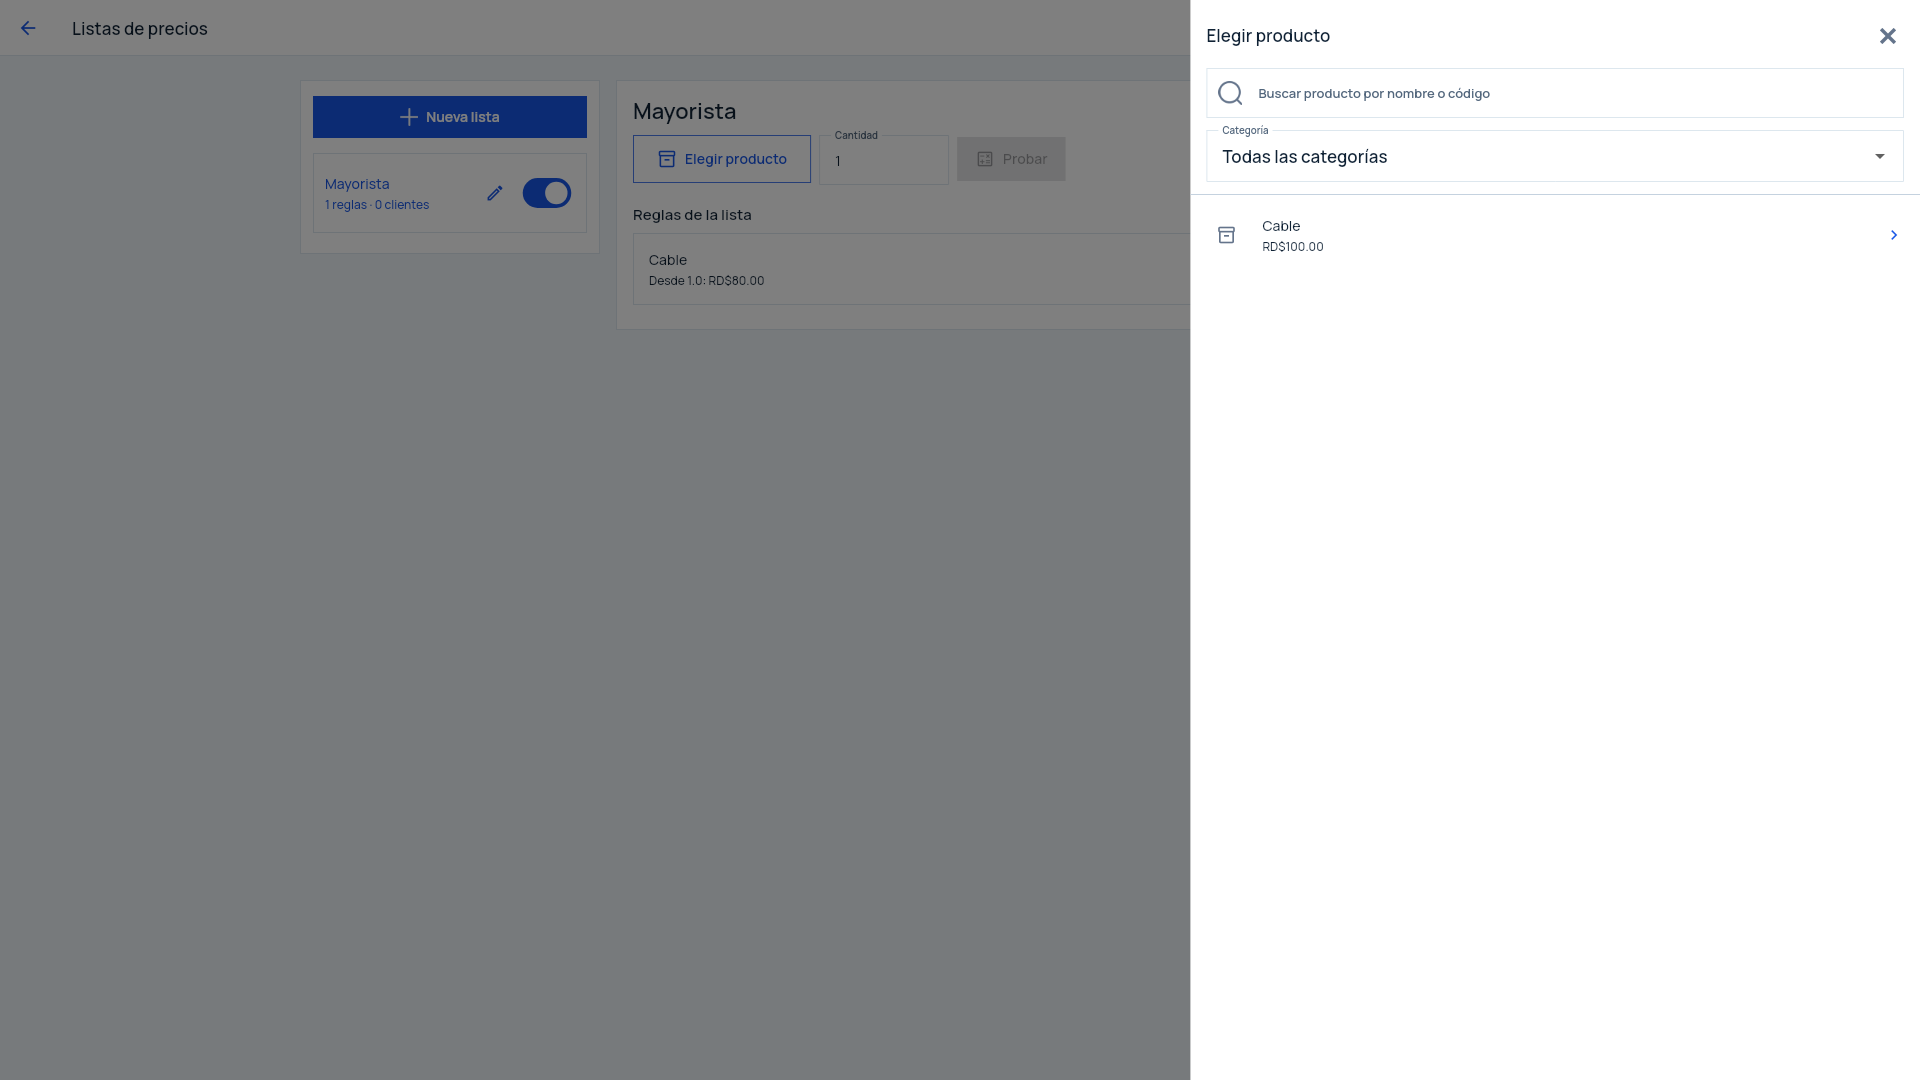 Listas de precios
Nueva lista
Mayorista
1 reglas · 0 clientes
Mayorista
Elegir producto
Cantidad
1
Probar
Reglas de la lista
Cable
Desde 1.0: RD$80.00
Elegir producto
Buscar producto por nombre o código
Categoría
Todas las categorías
Cable
RD$100.00